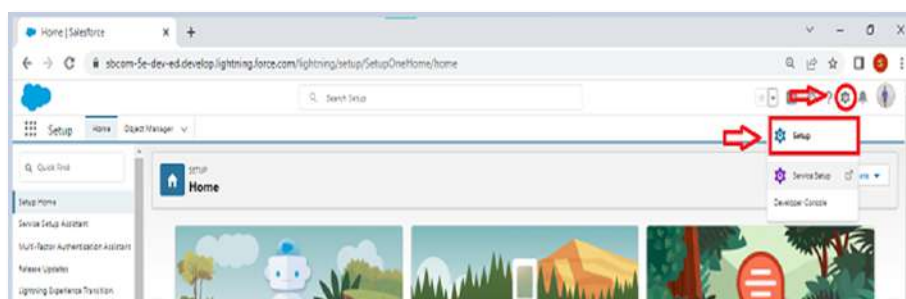 Home | Salesforce
sbcom-5e-dev-ed.develop.lightning.force.com/lightning/setup/SetupOneHome/home
Search Setup
Setup Home Object Manager
Setup
Quick Find
SETUP
Home
Service Setup
Developer Console
Setup Home
Service Setup Assistant
Multi-Factor Authentication Assistant
Release Updates
Lightning Experience Transition